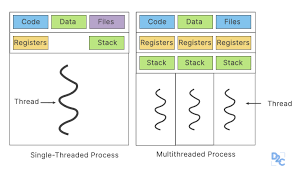 Code Data Files
Registers Stack
Thread
Single-Threaded Process
Code Data Files
Registers Registers Registers
Stack Stack Stack
Thread
Multithreaded Process